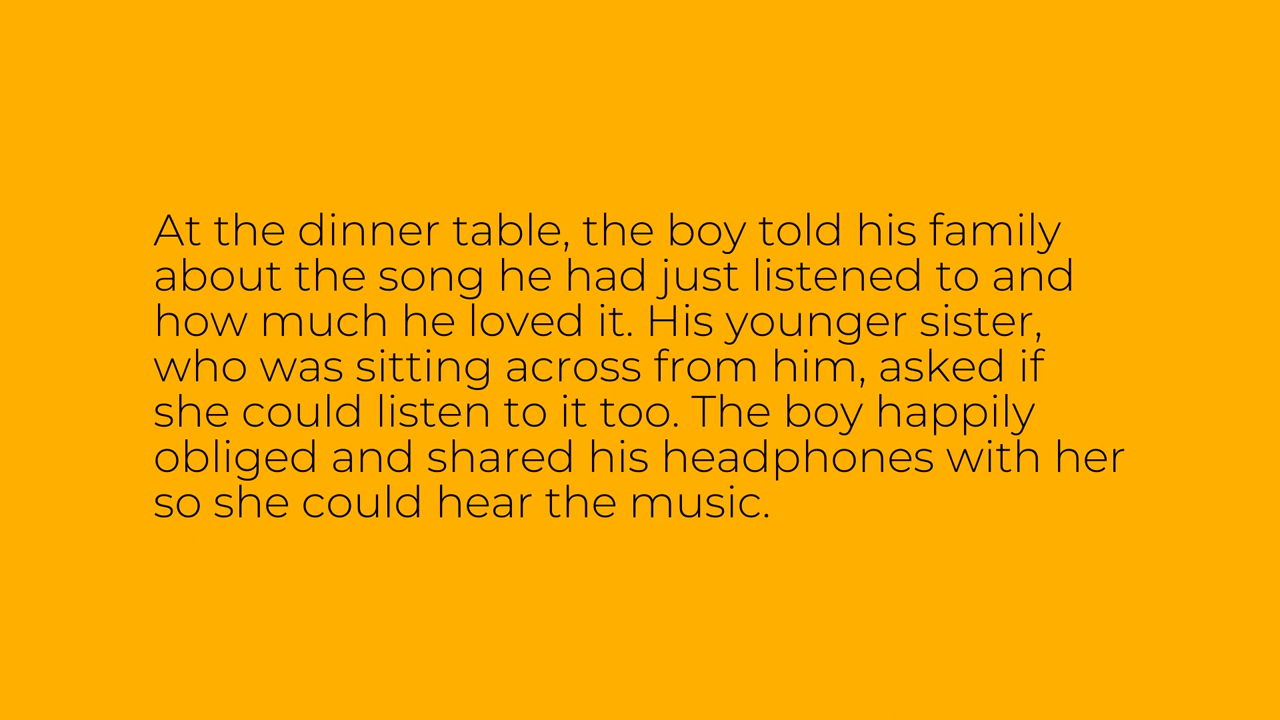 At the dinner table, the boy told his family
about the song he had just listened to and
how much he loved it. His younger sister,
who was sitting across from him, asked if
she could listen to it too. The boy happily
obliged and shared his headphones with her
so she could hear the music.